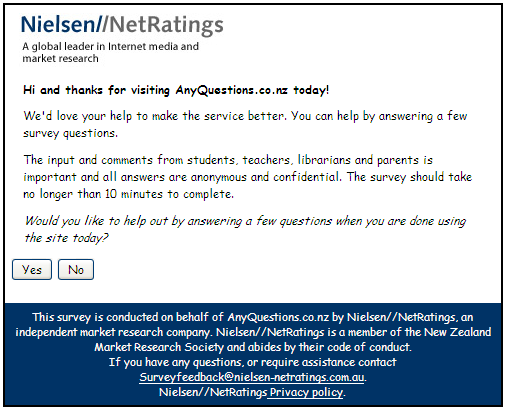 Nielsen//NetRatings
A global leader in Internet media and
market research
Hi and thanks for visiting AnyQuestions.co.nz today!
We'd love your help to make the service better. You can help by answering a few
survey questions.
The input and comments from students, teachers, librarians and parents is
important and all answers are anonymous and confidential. The survey should take
no longer than 10 minutes to complete.
Would you like to help out by answering a few questions when you are done using
the site today?
Yes No
This survey is conducted on behalf of AnyQuestions.co.nz by Nielsen//NetRatings, an
independent market research company. Nielsen//NetRatings is a member of the New Zealand
Market Research Society and abides by their code of conduct.
If you have any questions, or require assistance contact
Surveyfeedback@nielsen-netratings.com.au.
Nielsen//NetRatings Privacy policy.